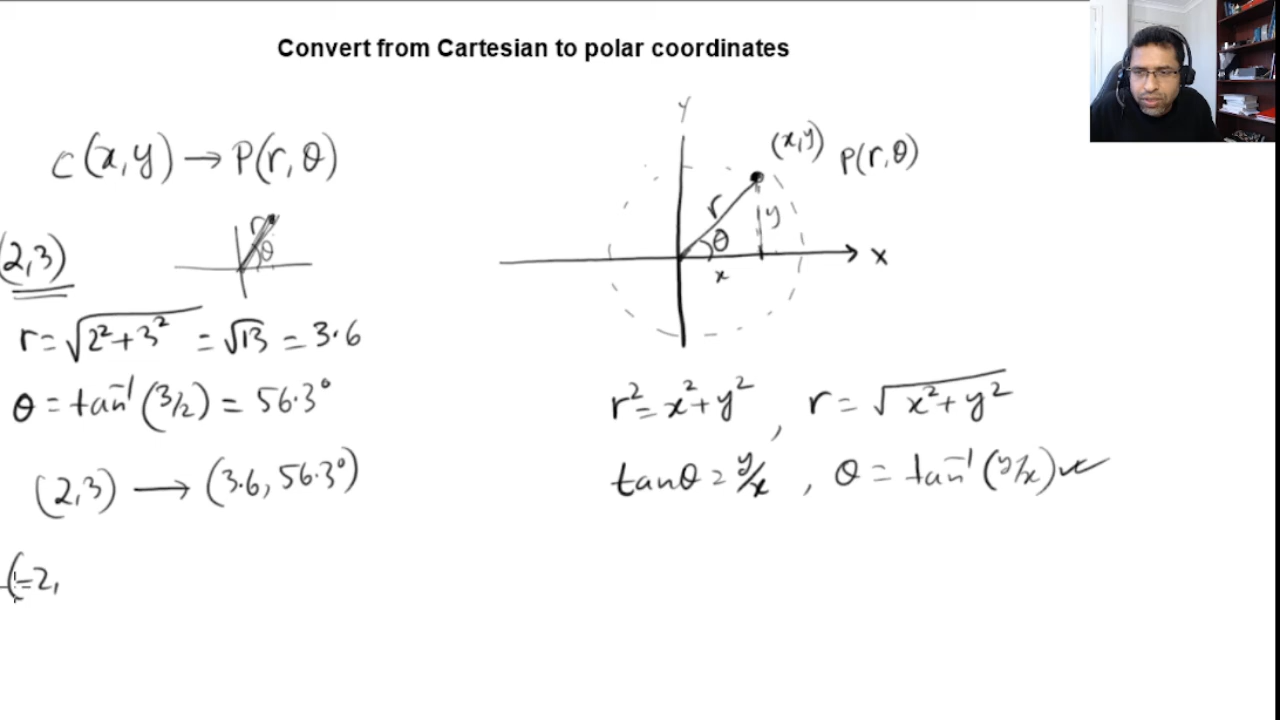 Convert from Cartesian to polar coordinates
C(x,y) → P(r,θ)
r
θ
(2,3)
r = √2²+3² = √13 = 3.6
θ = tan⁻¹(3/2) = 56.3°
(2,3) → (3.6, 56.3°)
(-2,
y
(x,y) P(r,θ)
r
y
θ
x
x
r² = x²+y² , r = √x²+y²
tanθ = y/x , θ = tan⁻¹(y/x)